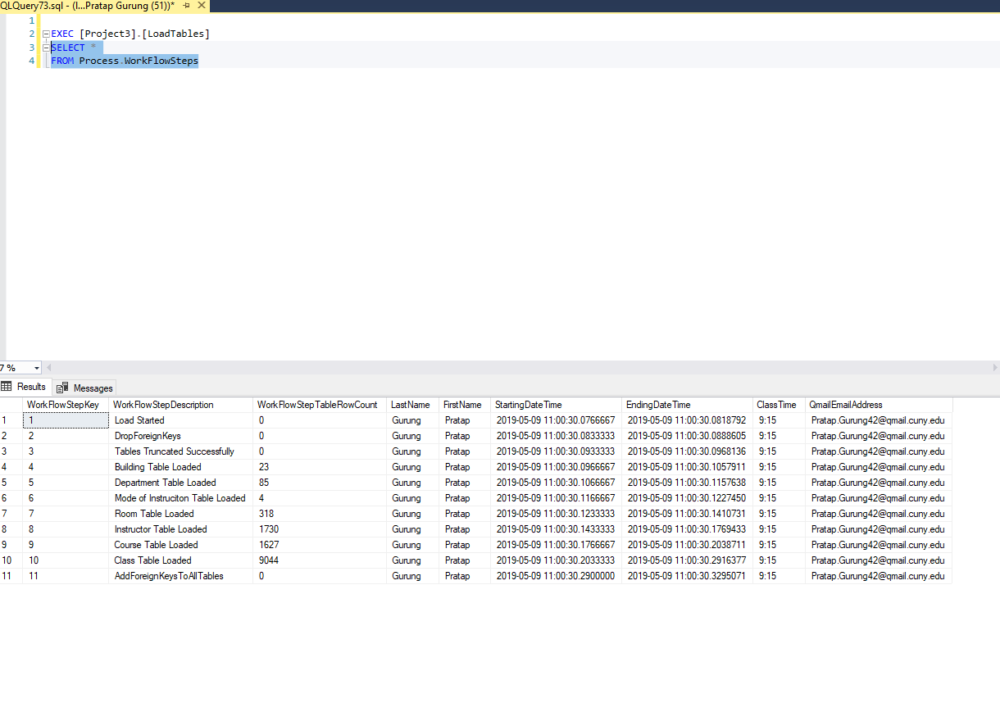 QLQuery73.sql - (l...Pratap Gurung (51))*
1
2 EXEC [Project3].[LoadTables]
3 SELECT *
4 FROM Process.WorkFlowSteps
7 %
Results Messages
WorkFlowStepKey WorkFlowStepDescription WorkFlowStepTableRowCount LastName FirstName StartingDateTime EndingDateTime ClassTime QmailEmailAddress
1 1 Load Started 0 Gurung Pratap 2019-05-09 11:00:30.0766667 2019-05-09 11:00:30.0818792 9:15 Pratap.Gurung42@qmail.cuny.edu
2 2 DropForeignKeys 0 Gurung Pratap 2019-05-09 11:00:30.0833333 2019-05-09 11:00:30.0888605 9:15 Pratap.Gurung42@qmail.cuny.edu
3 3 Tables Truncated Successfully 0 Gurung Pratap 2019-05-09 11:00:30.0933333 2019-05-09 11:00:30.0968136 9:15 Pratap.Gurung42@qmail.cuny.edu
4 4 Building Table Loaded 23 Gurung Pratap 2019-05-09 11:00:30.0966667 2019-05-09 11:00:30.1057911 9:15 Pratap.Gurung42@qmail.cuny.edu
5 5 Department Table Loaded 85 Gurung Pratap 2019-05-09 11:00:30.1066667 2019-05-09 11:00:30.1157638 9:15 Pratap.Gurung42@qmail.cuny.edu
6 6 Mode of Instruciton Table Loaded 4 Gurung Pratap 2019-05-09 11:00:30.1166667 2019-05-09 11:00:30.1227450 9:15 Pratap.Gurung42@qmail.cuny.edu
7 7 Room Table Loaded 318 Gurung Pratap 2019-05-09 11:00:30.1233333 2019-05-09 11:00:30.1410731 9:15 Pratap.Gurung42@qmail.cuny.edu
8 8 Instructor Table Loaded 1730 Gurung Pratap 2019-05-09 11:00:30.1433333 2019-05-09 11:00:30.1769433 9:15 Pratap.Gurung42@qmail.cuny.edu
9 9 Course Table Loaded 1627 Gurung Pratap 2019-05-09 11:00:30.1766667 2019-05-09 11:00:30.2038711 9:15 Pratap.Gurung42@qmail.cuny.edu
10 10 Class Table Loaded 9044 Gurung Pratap 2019-05-09 11:00:30.2033333 2019-05-09 11:00:30.2916377 9:15 Pratap.Gurung42@qmail.cuny.edu
11 11 AddForeignKeysToAllTables 0 Gurung Pratap 2019-05-09 11:00:30.2900000 2019-05-09 11:00:30.3295071 9:15 Pratap.Gurung42@qmail.cuny.edu